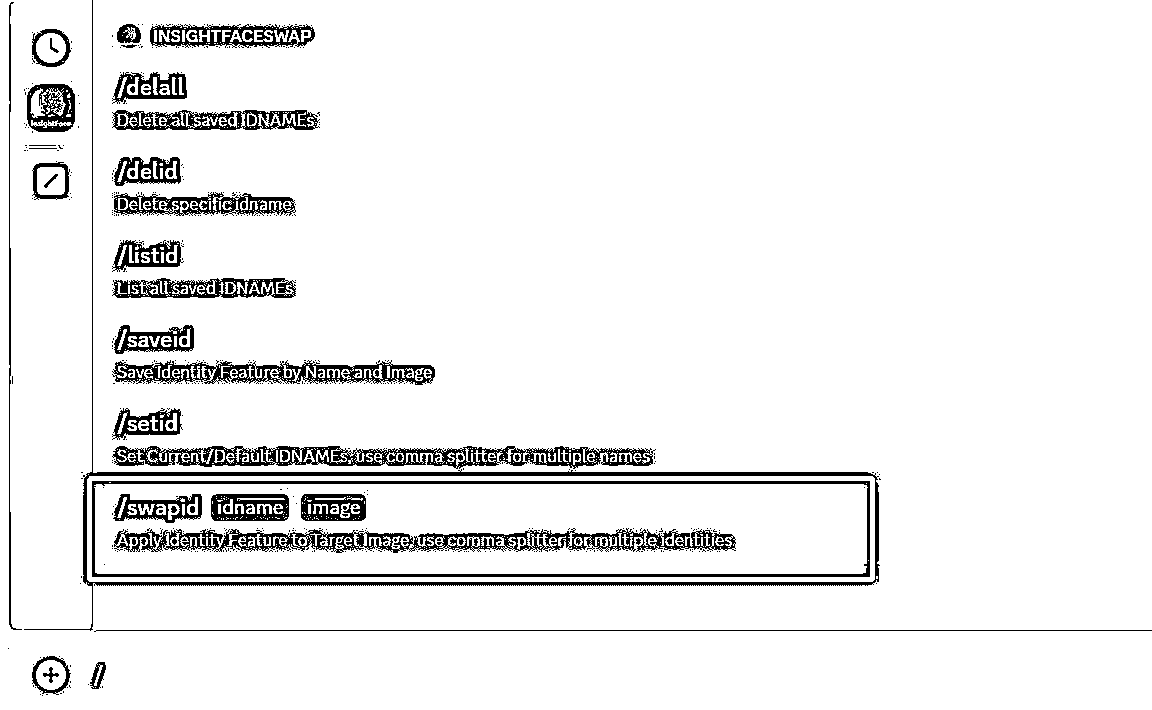 INSIGHTFACESWAP
/delall
Delete all saved IDNAMEs
InsightFace
/delid
Delete specific idname
/listid
List all saved IDNAMEs
/saveid
Save Identity Feature by Name and Image
/setid
Set Current/Default IDNAMEs, use comma splitter for multiple names
/swapid idname image
Apply Identity Feature to Target Image, use comma splitter for multiple identities
/